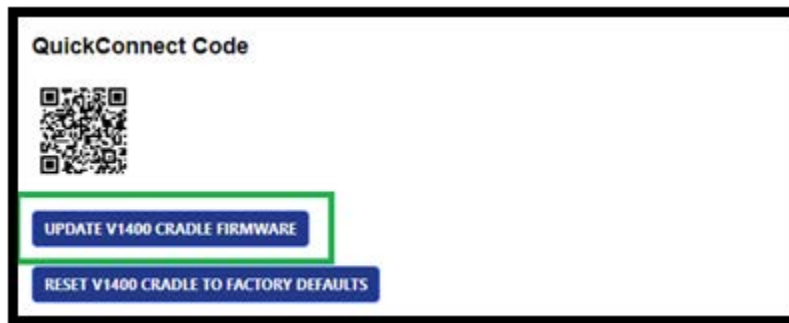 QuickConnect Code
UPDATE V1400 CRADLE FIRMWARE
RESET V1400 CRADLE TO FACTORY DEFAULTS